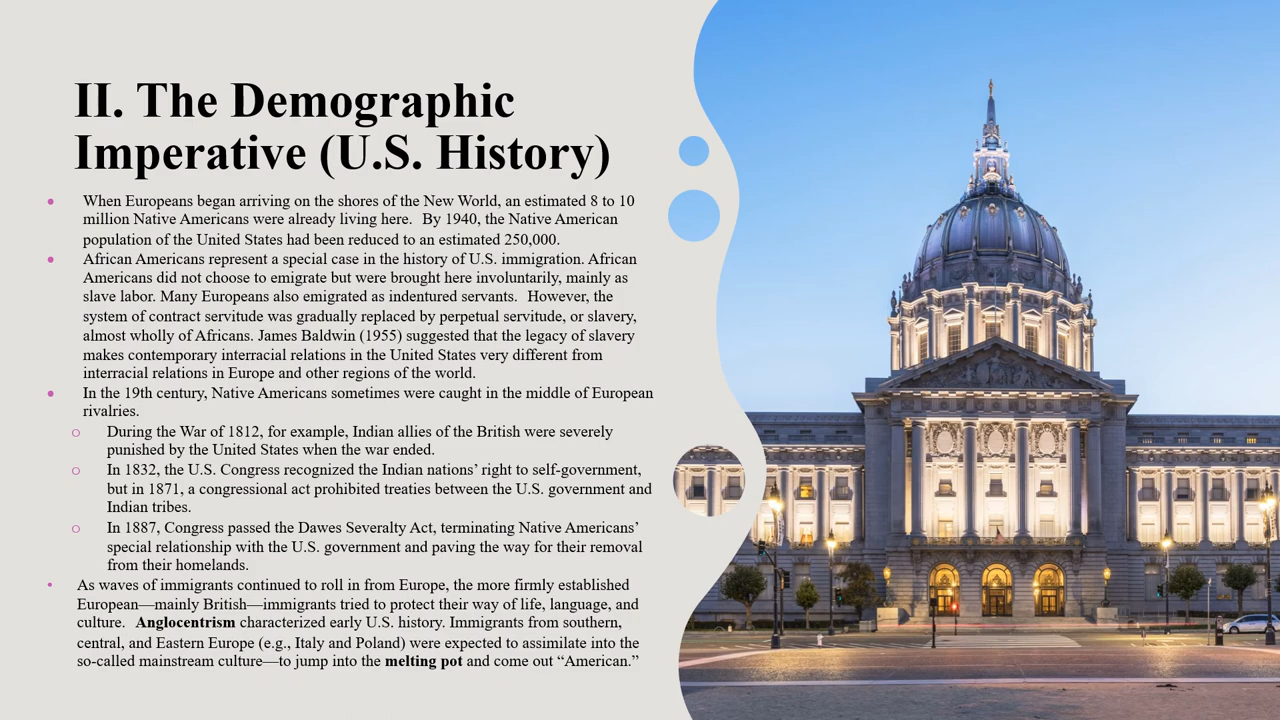 II. The Demographic
Imperative (U.S. History)
• When Europeans began arriving on the shores of the New World, an estimated 8 to 10
million Native Americans were already living here.  By 1940, the Native American
population of the United States had been reduced to an estimated 250,000.
• African Americans represent a special case in the history of U.S. immigration. African
Americans did not choose to emigrate but were brought here involuntarily, mainly as
slave labor. Many Europeans also emigrated as indentured servants.  However, the
system of contract servitude was gradually replaced by perpetual servitude, or slavery,
almost wholly of Africans. James Baldwin (1955) suggested that the legacy of slavery
makes contemporary interracial relations in the United States very different from
interracial relations in Europe and other regions of the world.
• In the 19th century, Native Americans sometimes were caught in the middle of European
rivalries.
o During the War of 1812, for example, Indian allies of the British were severely
punished by the United States when the war ended.
o In 1832, the U.S. Congress recognized the Indian nations’ right to self-government,
but in 1871, a congressional act prohibited treaties between the U.S. government and
Indian tribes.
o In 1887, Congress passed the Dawes Severalty Act, terminating Native Americans’
special relationship with the U.S. government and paving the way for their removal
from their homelands.
• As waves of immigrants continued to roll in from Europe, the more firmly established
European—mainly British—immigrants tried to protect their way of life, language, and
culture.  Anglocentrism characterized early U.S. history. Immigrants from southern,
central, and Eastern Europe (e.g., Italy and Poland) were expected to assimilate into the
so-called mainstream culture—to jump into the melting pot and come out “American.”